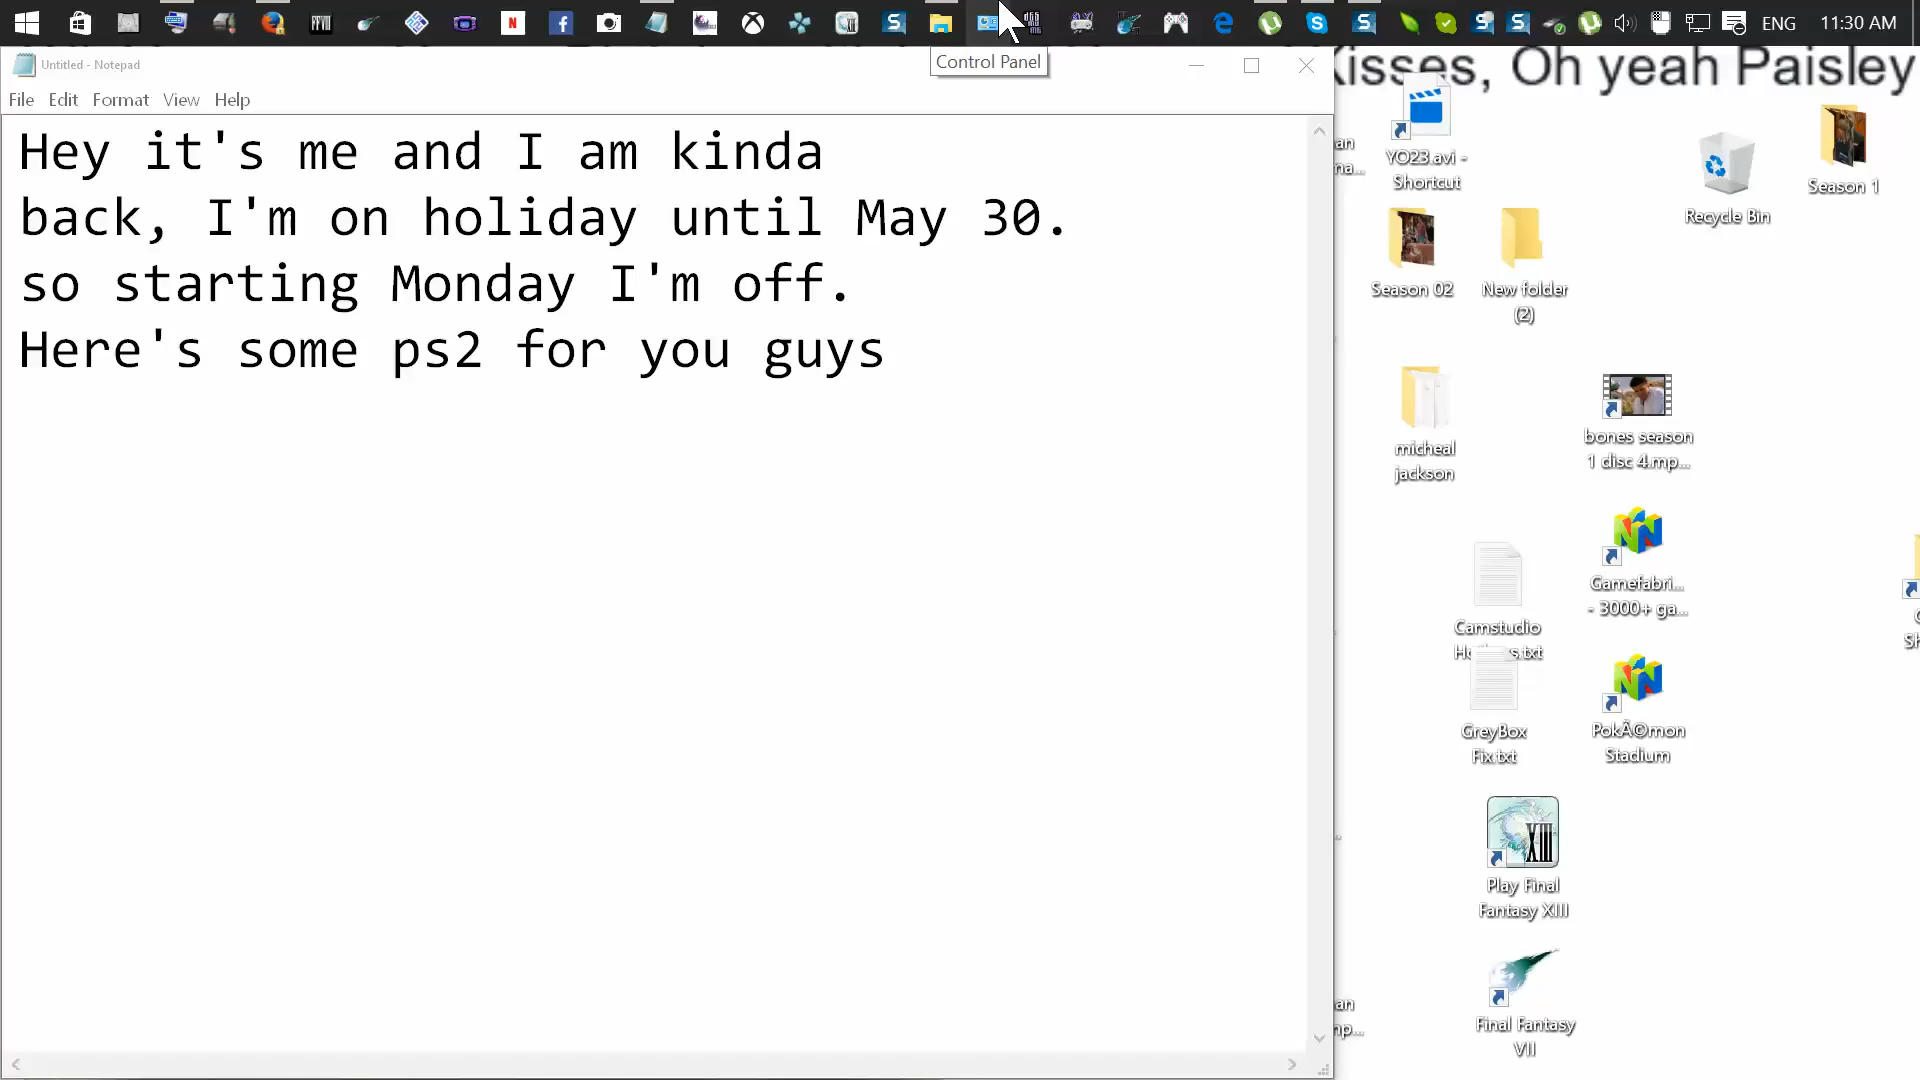 FFVII
N
ENG
11:30 AM
Control Panel
Untitled - Notepad
File Edit Format View Help
Hey it's me and I am kinda
back, I'm on holiday until May 30.
so starting Monday I'm off.
Here's some ps2 for you guys
Kisses, Oh yeah Paisley
YO23.avi -
Shortcut
Recycle Bin
Season 1
Season 02
New folder
(2)
micheal
jackson
bones season
1 disc 4.mp...
Gamefabri...
- 3000+ ga...
Camstudio
PokÃ©mon
Stadium
GreyBox
Fix.txt
XIII
Play Final
Fantasy XIII
Final Fantasy
VII